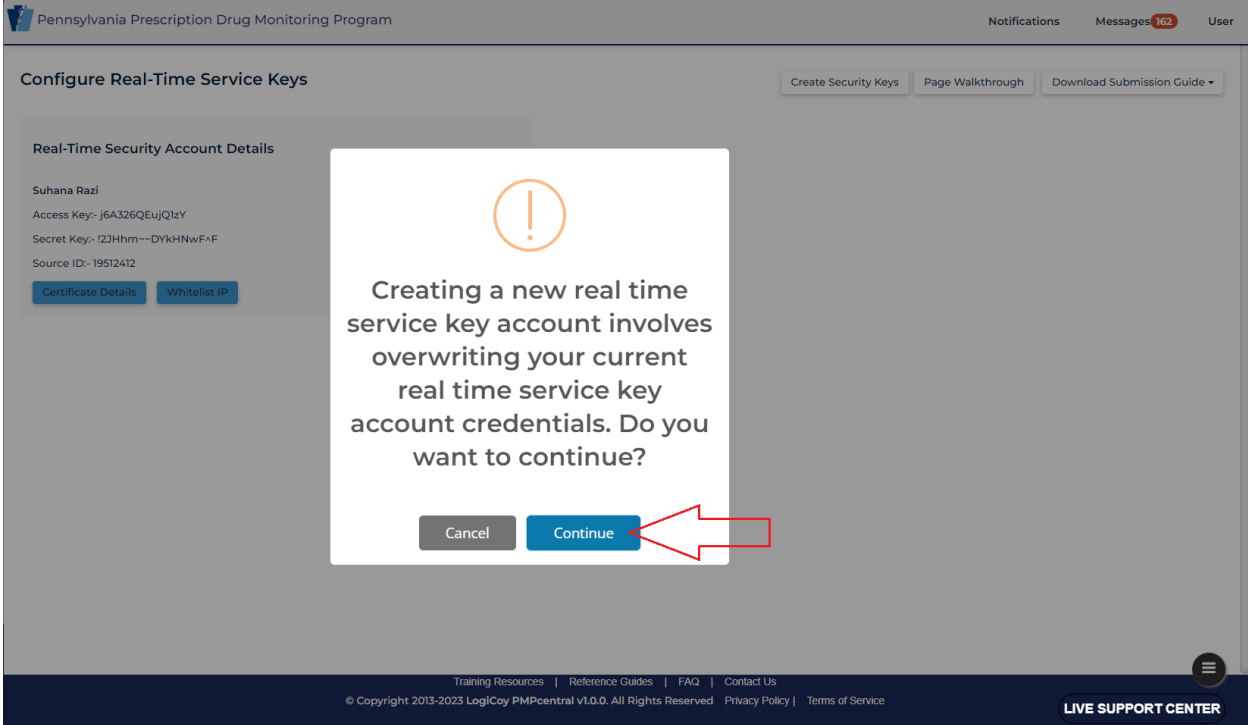 Pennsylvania Prescription Drug Monitoring Program
Notifications
Messages 162
User
Configure Real-Time Service Keys
Create Security Keys
Page Walkthrough
Download Submission Guide
Real-Time Security Account Details
Suhana Razi
Access Key:- j6A326QEujQ1zY
Secret Key:- !2JHhm~~DYkHNwF^F
Source ID:- 19512412
Certificate Details
Whitelist IP
Creating a new real time
service key account involves
overwriting your current
real time service key
account credentials. Do you
want to continue?
Cancel
Continue
Training Resources | Reference Guides | FAQ | Contact Us
© Copyright 2013-2023 LogiCoy PMPcentral v1.0.0. All Rights Reserved Privacy Policy | Terms of Service
LIVE SUPPORT CENTER